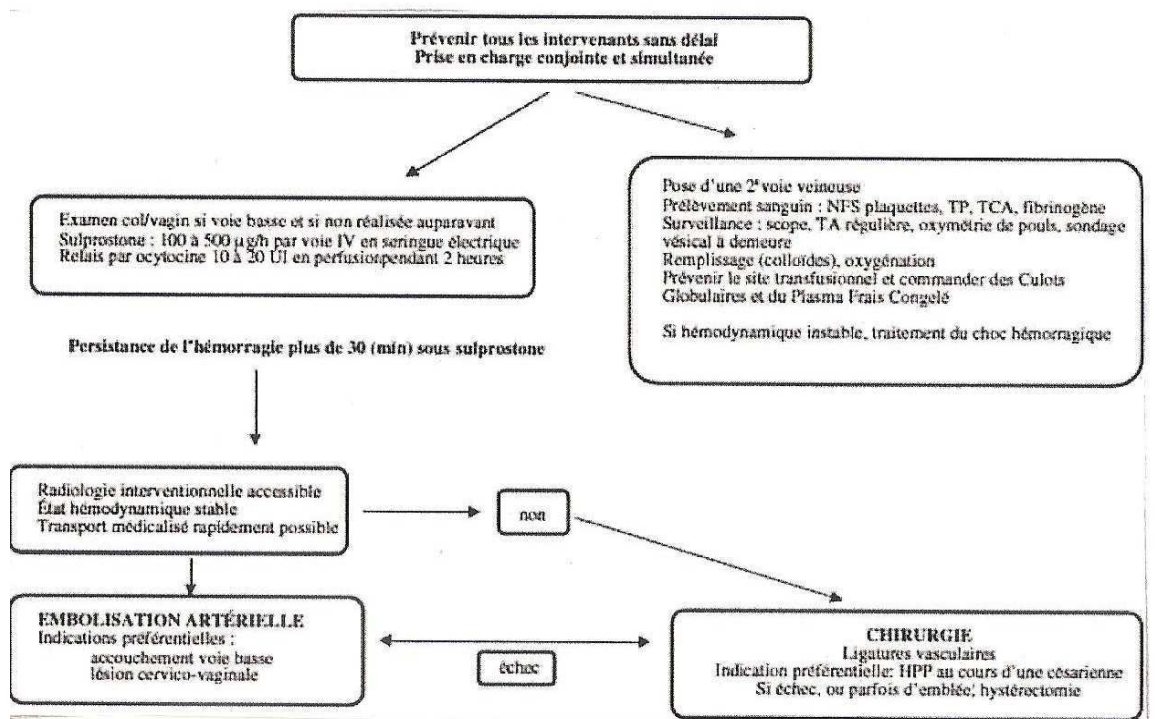 Prévenir tous les intervenants sans délai
Prise en charge conjointe et simultanée
Examen col/vagin si voie basse et si non réalisée auparavant
Sulprostone : 100 à 500 µg/h par voie IV en seringue électrique
Relais par ocytocine 10 à 20 UI en perfusion pendant 2 heures
Pose d'une 2e voie veineuse
Prélèvement sanguin : NFS plaquettes, TP, TCA, fibrinogène
Surveillance : scope, TA régulière, oxymétrie de pouls, sondage
vésical à demeure
Remplissage (colloïdes), oxygénation
Prévenir le site transfusionnel et commander des Culots
Globulaires et du Plasma Frais Congelé
Si hémodynamique instable, traitement du choc hémorragique
Persistance de l'hémorragie plus de 30 (min) sous sulprostone
Radiologie interventionnelle accessible
État hémodynamique stable
Transport médicalisé rapidement possible
non
EMBOLISATION ARTÉRIELLE
Indications préférentielles :
accouchement voie basse
lésion cervico-vaginale
échec
CHIRURGIE
Ligatures vasculaires
Indication préférentielle: HPP au cours d'une césarienne
Si échec, ou parfois d'emblée, hystérectomie